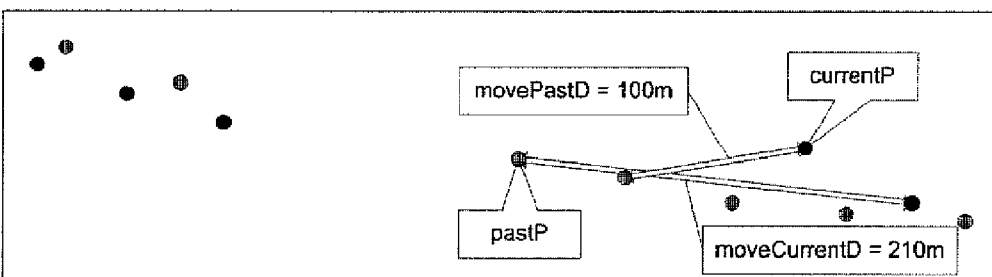 currentP
movePastD = 100m
pastP
moveCurrentD = 210m